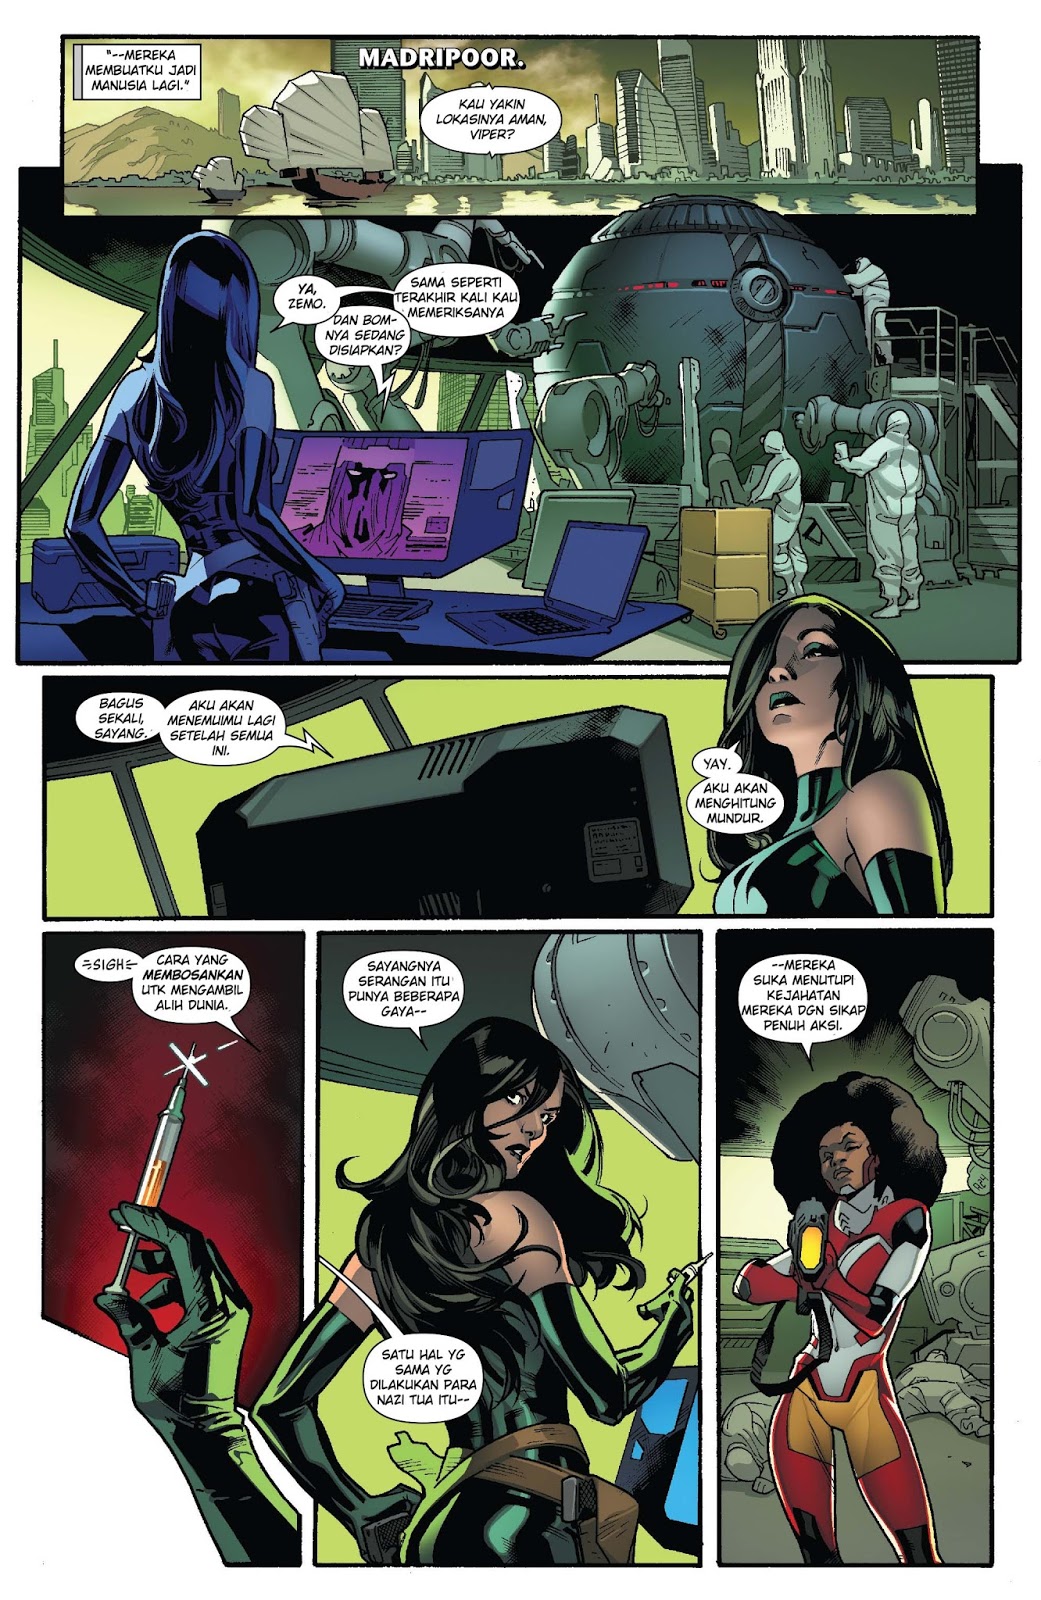 "--MEREKA
MEMBUATKU JADI
MANUSIA LAGI."
MADRIPOOR.
KAU YAKIN
LOKASINYA AMAN,
VIPER?
YA,
ZEMO.
SAMA SEPERTI
TERAKHIR KALI KAU
MEMERIKSANYA
DAN BOM-
NYA SEDANG
DISIAPKAN?
BAGUS
SEKALI,
SAYANG.
AKU AKAN
MENEMUIMU LAGI
SETELAH SEMUA
INI.
YAY.
AKU AKAN
MENGHITUNG
MUNDUR.
SIGH
CARA YANG
MEMBOSANKAN
UTK MENGAMBIL
ALIH DUNIA.
SAYANGNYA
SERANGAN ITU
PUNYA BEBERAPA
GAYA--
SATU HAL YG
SAMA YG
DILAKUKAN PARA
NAZI TUA ITU--
--MEREKA
SUKA MENUTUPI
KEJAHATAN
MEREKA DGN SIKAP
PENUH AKSI.